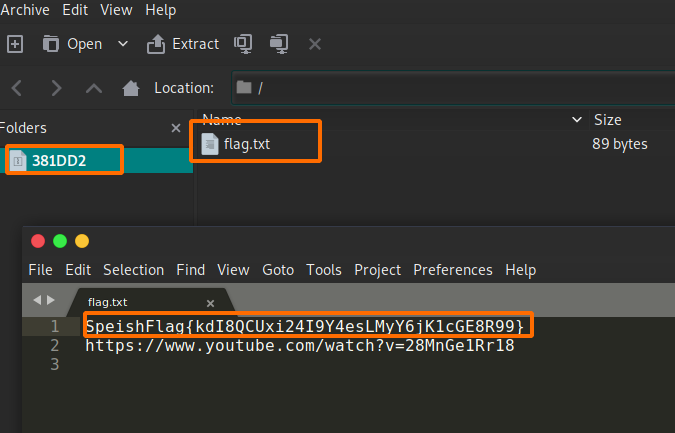 Archive Edit View Help
Open Extract
Location: /
Folders Name Size
381DD2 flag.txt 89 bytes
File Edit Selection Find View Goto Tools Project Preferences Help
flag.txt
1 SpeishFlag{kdI8QCUxi24I9Y4esLMyY6jK1cGE8R99}
2 https://www.youtube.com/watch?v=28MnGe1Rr18
3